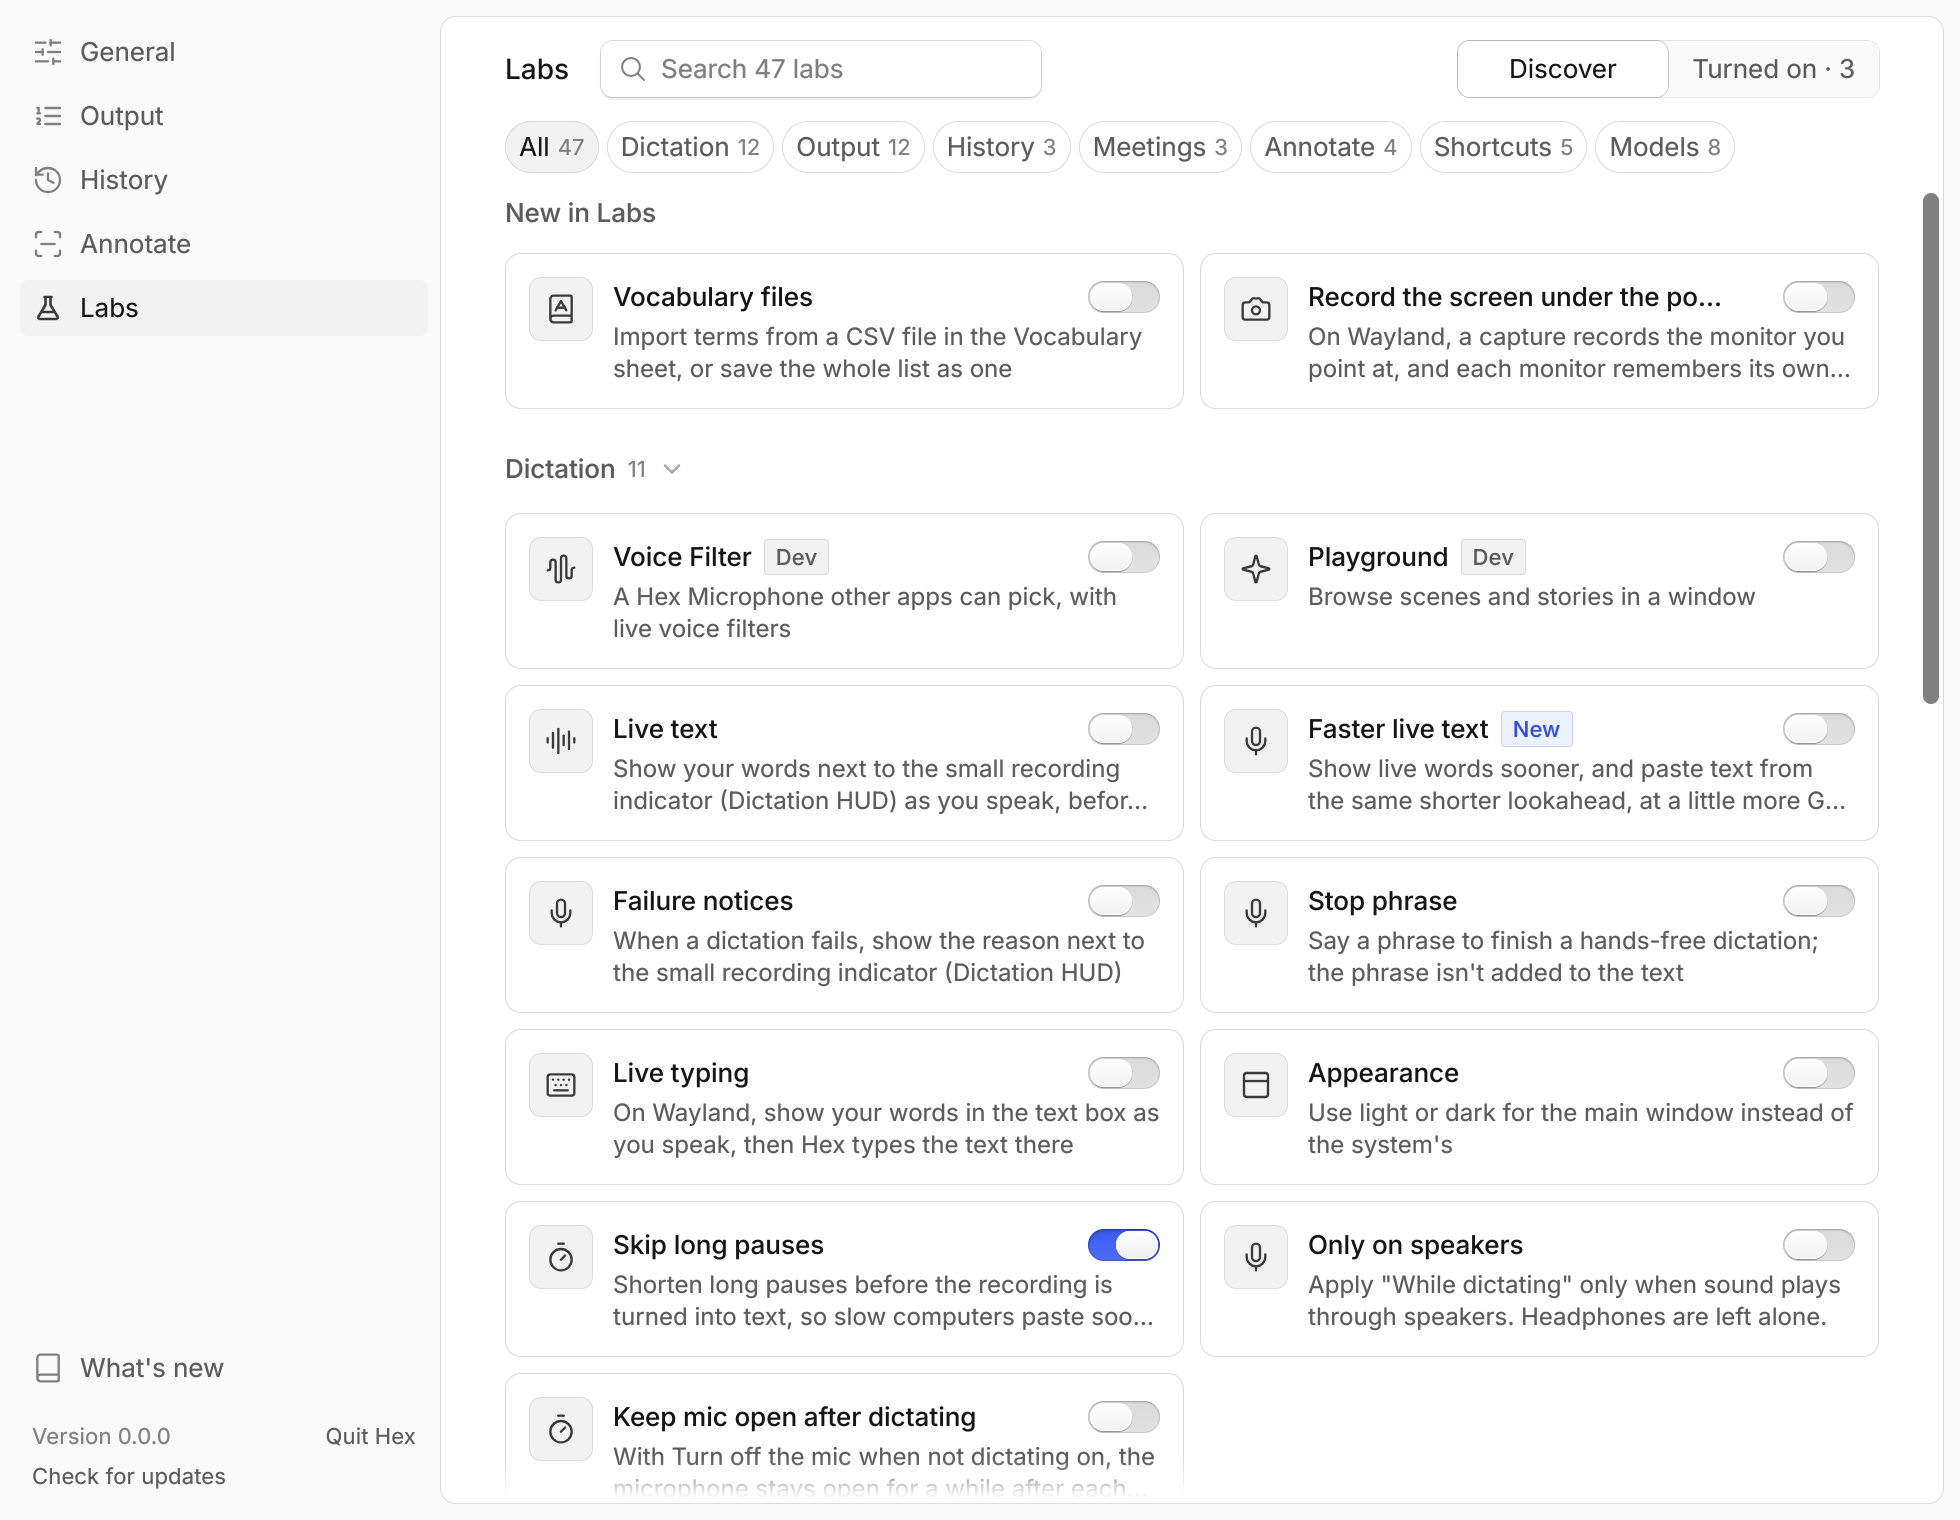 General
Output
History
Annotate
Labs
What's new
Version 0.0.0
Quit Hex
Check for updates
Labs
Search 47 labs
Discover
Turned on · 3
All 47
Dictation 12
Output 12
History 3
Meetings 3
Annotate 4
Shortcuts 5
Models 8
New in Labs
Vocabulary files
Import terms from a CSV file in the Vocabulary
sheet, or save the whole list as one
Record the screen under the po...
On Wayland, a capture records the monitor you
point at, and each monitor remembers its own...
Dictation 11
Voice Filter Dev
A Hex Microphone other apps can pick, with
live voice filters
Playground Dev
Browse scenes and stories in a window
Live text
Show your words next to the small recording
indicator (Dictation HUD) as you speak, befor...
Faster live text New
Show live words sooner, and paste text from
the same shorter lookahead, at a little more G...
Failure notices
When a dictation fails, show the reason next to
the small recording indicator (Dictation HUD)
Stop phrase
Say a phrase to finish a hands-free dictation;
the phrase isn't added to the text
Live typing
On Wayland, show your words in the text box as
you speak, then Hex types the text there
Appearance
Use light or dark for the main window instead of
the system's
Skip long pauses
Shorten long pauses before the recording is
turned into text, so slow computers paste soo...
Only on speakers
Apply "While dictating" only when sound plays
through speakers. Headphones are left alone.
Keep mic open after dictating
With Turn off the mic when not dictating on, the
microphone stays open for a while after each...